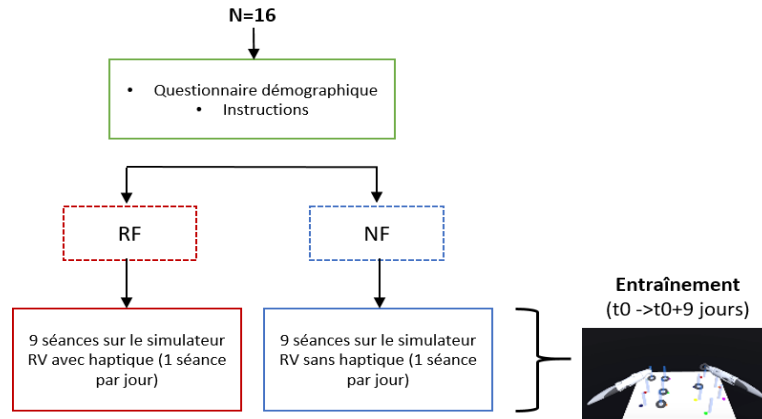 N=16
• Questionnaire démographique
• Instructions
RF
NF
9 séances sur le simulateur
RV avec haptique (1 séance
par jour)
9 séances sur le simulateur
RV sans haptique (1 séance
par jour)
Entraînement
(t0 ->t0+9 jours)